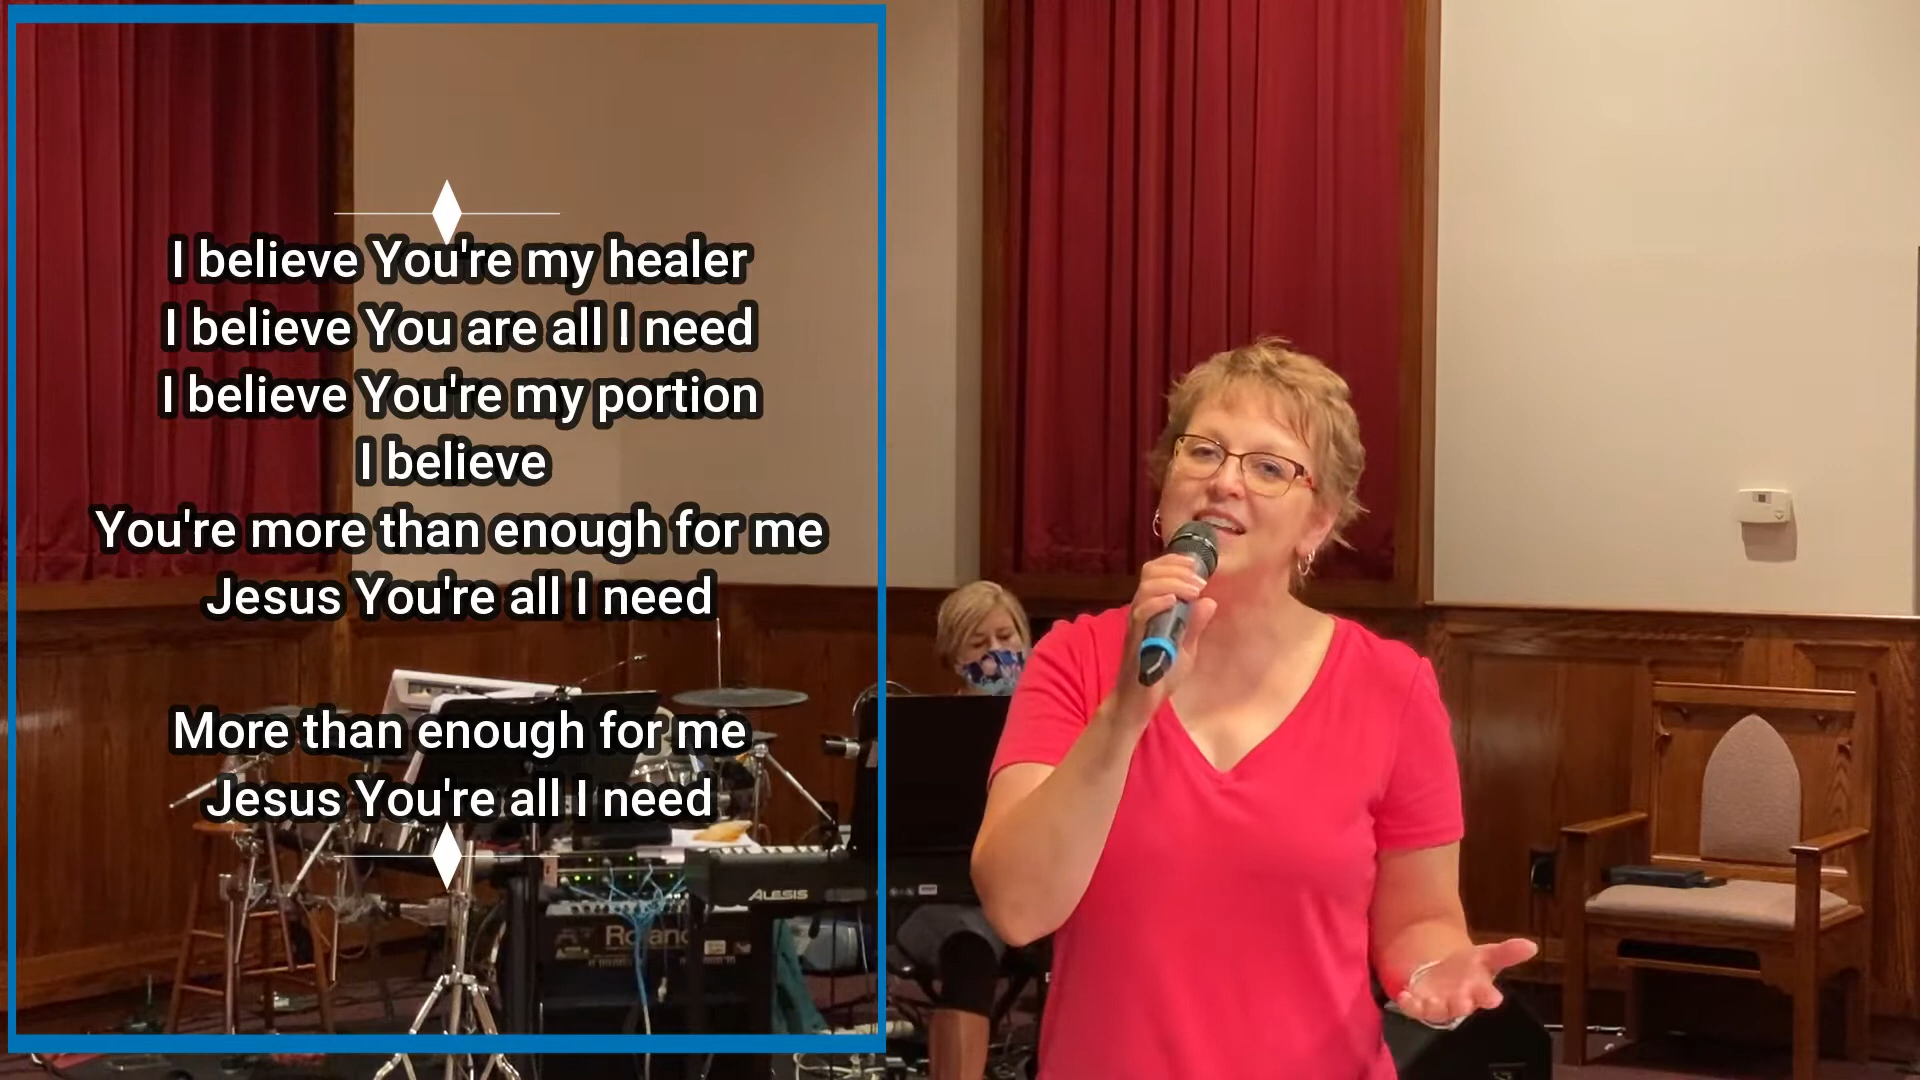 I believe You're my healer
I believe You are all I need
I believe You're my portion
I believe
You're more than enough for me
Jesus You're all I need
More than enough for me
Jesus You're all I need
ALESIS
Roland